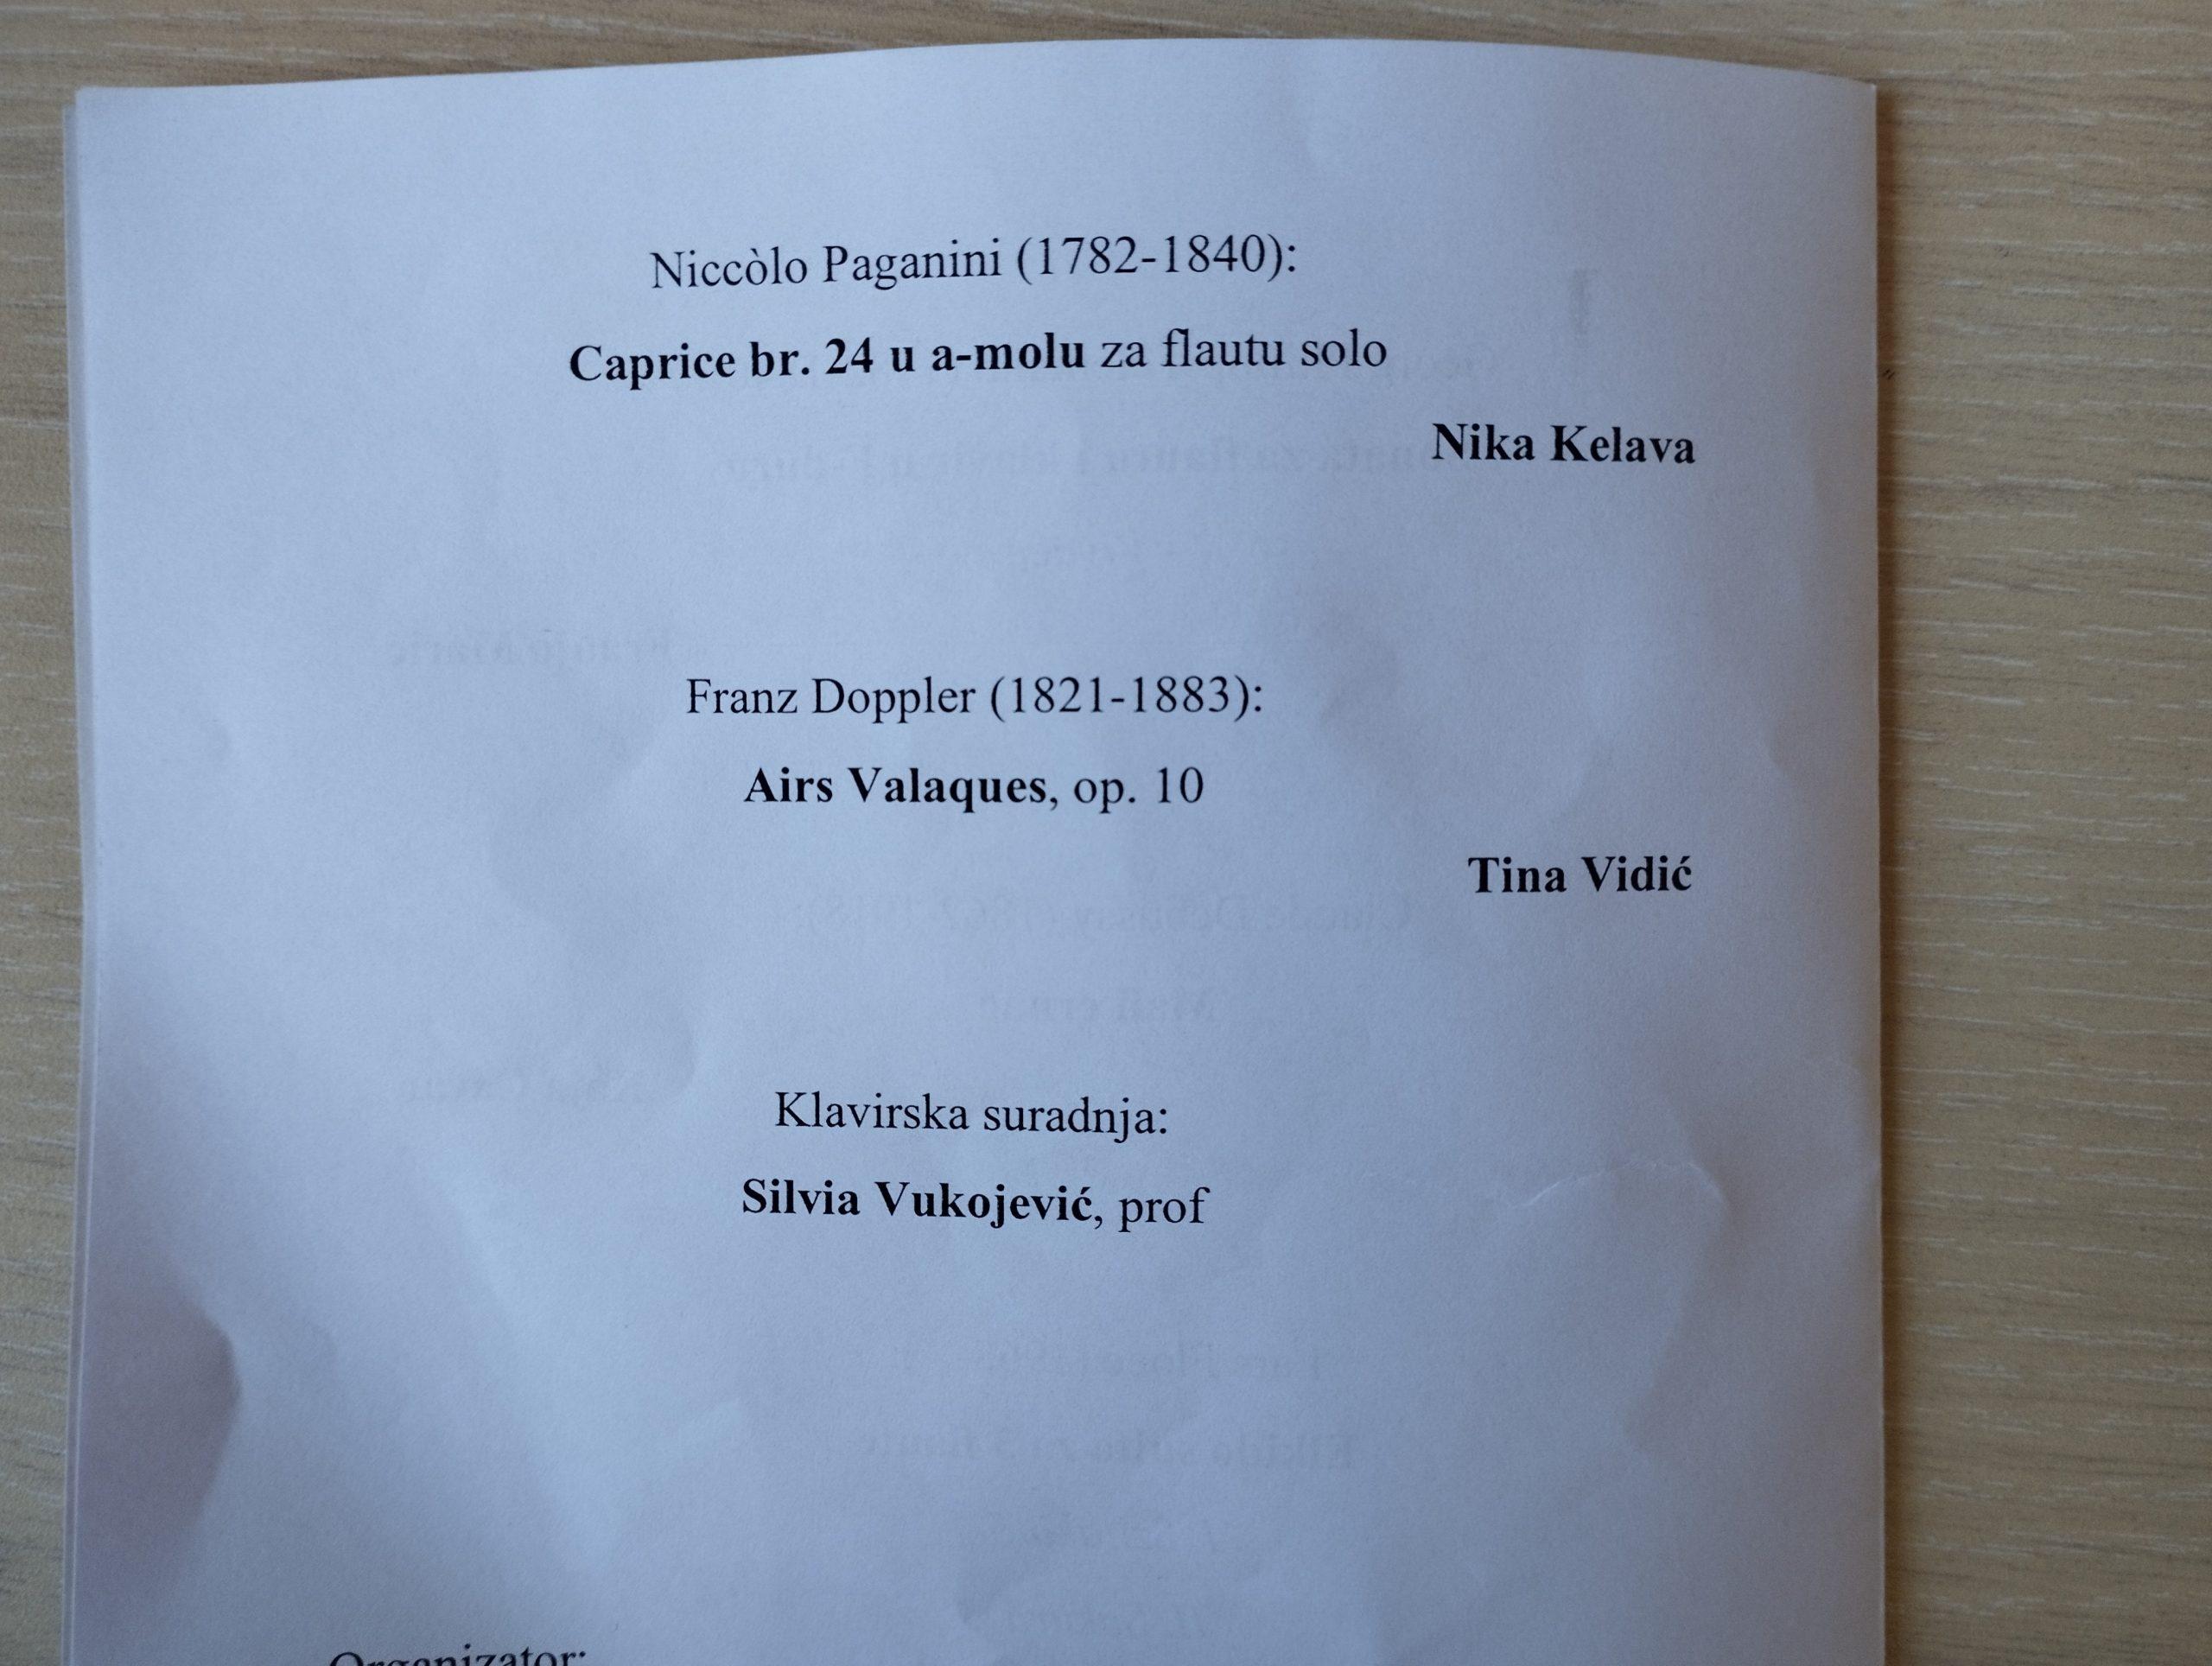 Niccòlo Paganini (1782-1840):
Caprice br. 24 u a-molu za flautu solo
Nika Kelava
Franz Doppler (1821-1883):
Airs Valaques, op. 10
Tina Vidić
Klavirska suradnja:
Silvia Vukojević, prof
Organizator: